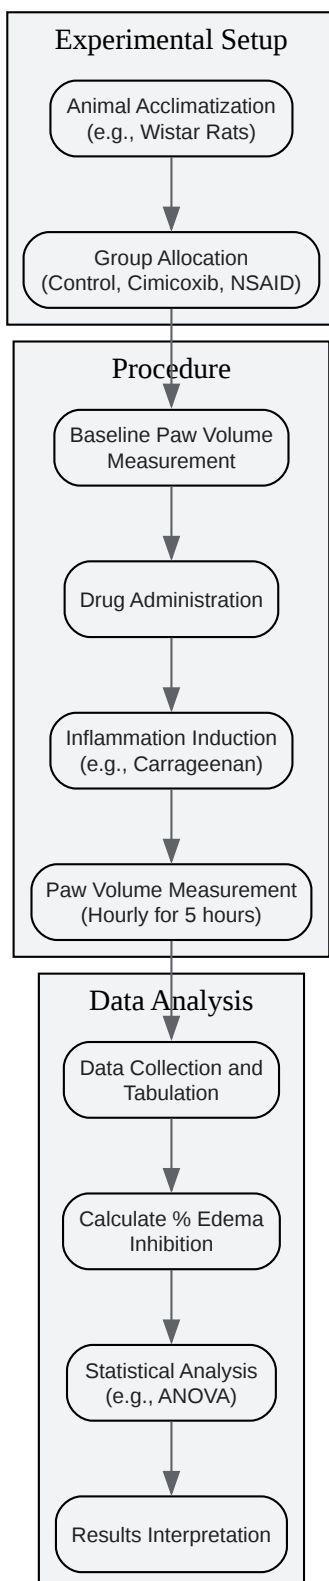 Experimental Setup
Animal Acclimatization
(e.g., Wistar Rats)
Group Allocation
(Control, Cimicoxib, NSAID)
Procedure
Baseline Paw Volume
Measurement
Drug Administration
Inflammation Induction
(e.g., Carrageenan)
Paw Volume Measurement
(Hourly for 5 hours)
Data Analysis
Data Collection and
Tabulation
Calculate % Edema
Inhibition
Statistical Analysis
(e.g., ANOVA)
Results Interpretation